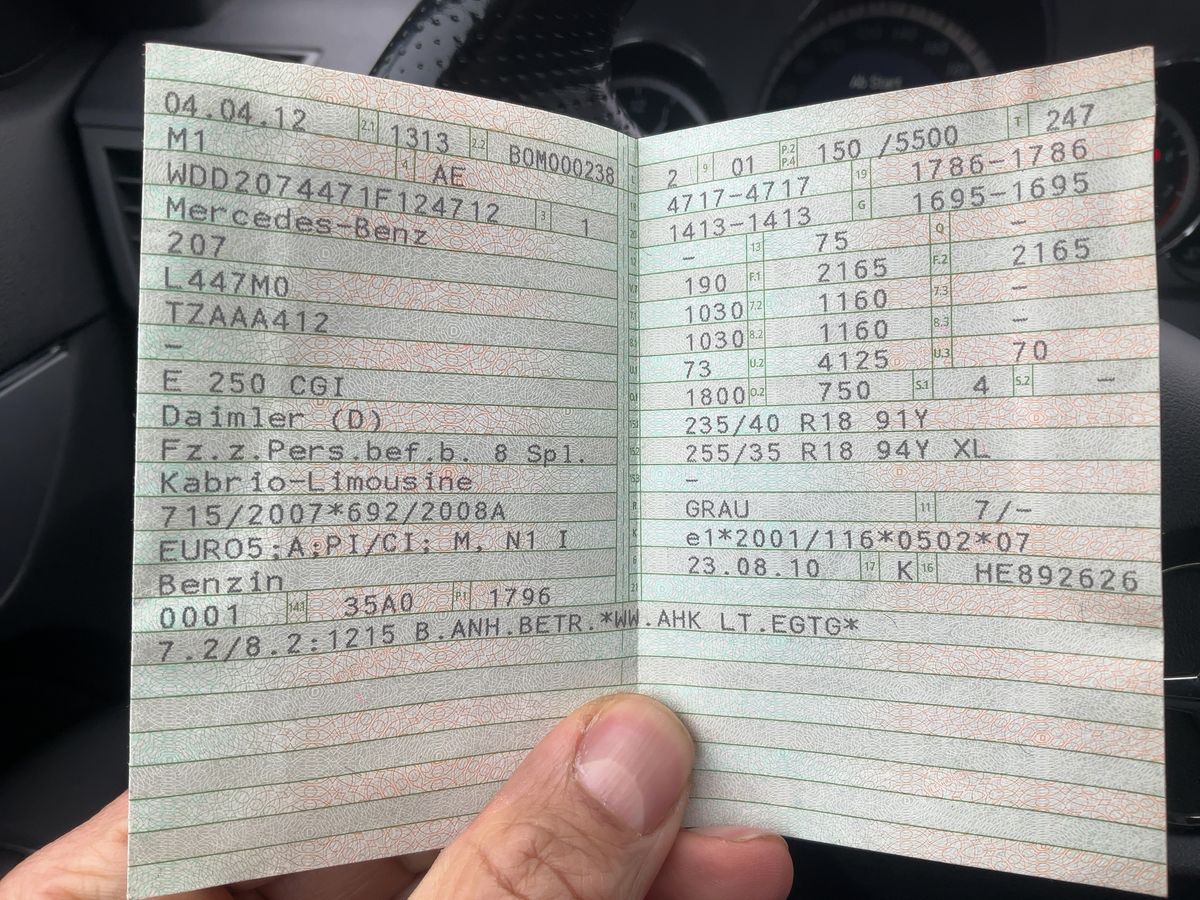 04.04.12 2.1 1313 2.2 BOM000238
M1 4 AE
WDD2074471F124712 3 1
Mercedes-Benz
207
L447M0
TZAAA412
–
E 250 CGI
Daimler (D)
Fz.z.Pers.bef.b. 8 Spl.
Kabrio-Limousine
715/2007*692/2008A
EURO5;A;PI/CI; M, N1 I
Benzin
0001 14.1 35A0 P.1 1796
7.2/8.2:1215 B.ANH.BETR.*WW.AHK LT.EGTG*
2 9 01 P.2 P.4 150 /5500 T 247
4717-4717 19 1786-1786
1413-1413 G 1695-1695
– 13 75 Q –
190 F.1 2165 F.2 2165
1030 7.2 1160 7.3 –
1030 8.2 1160 8.3 –
73 U.2 4125 U.3 70
1800 O.2 750 S.1 4 S.2 –
235/40 R18 91Y
255/35 R18 94Y XL
–
GRAU 11 7/–
e1*2001/116*0502*07
23.08.10 17 K 16 HE892626